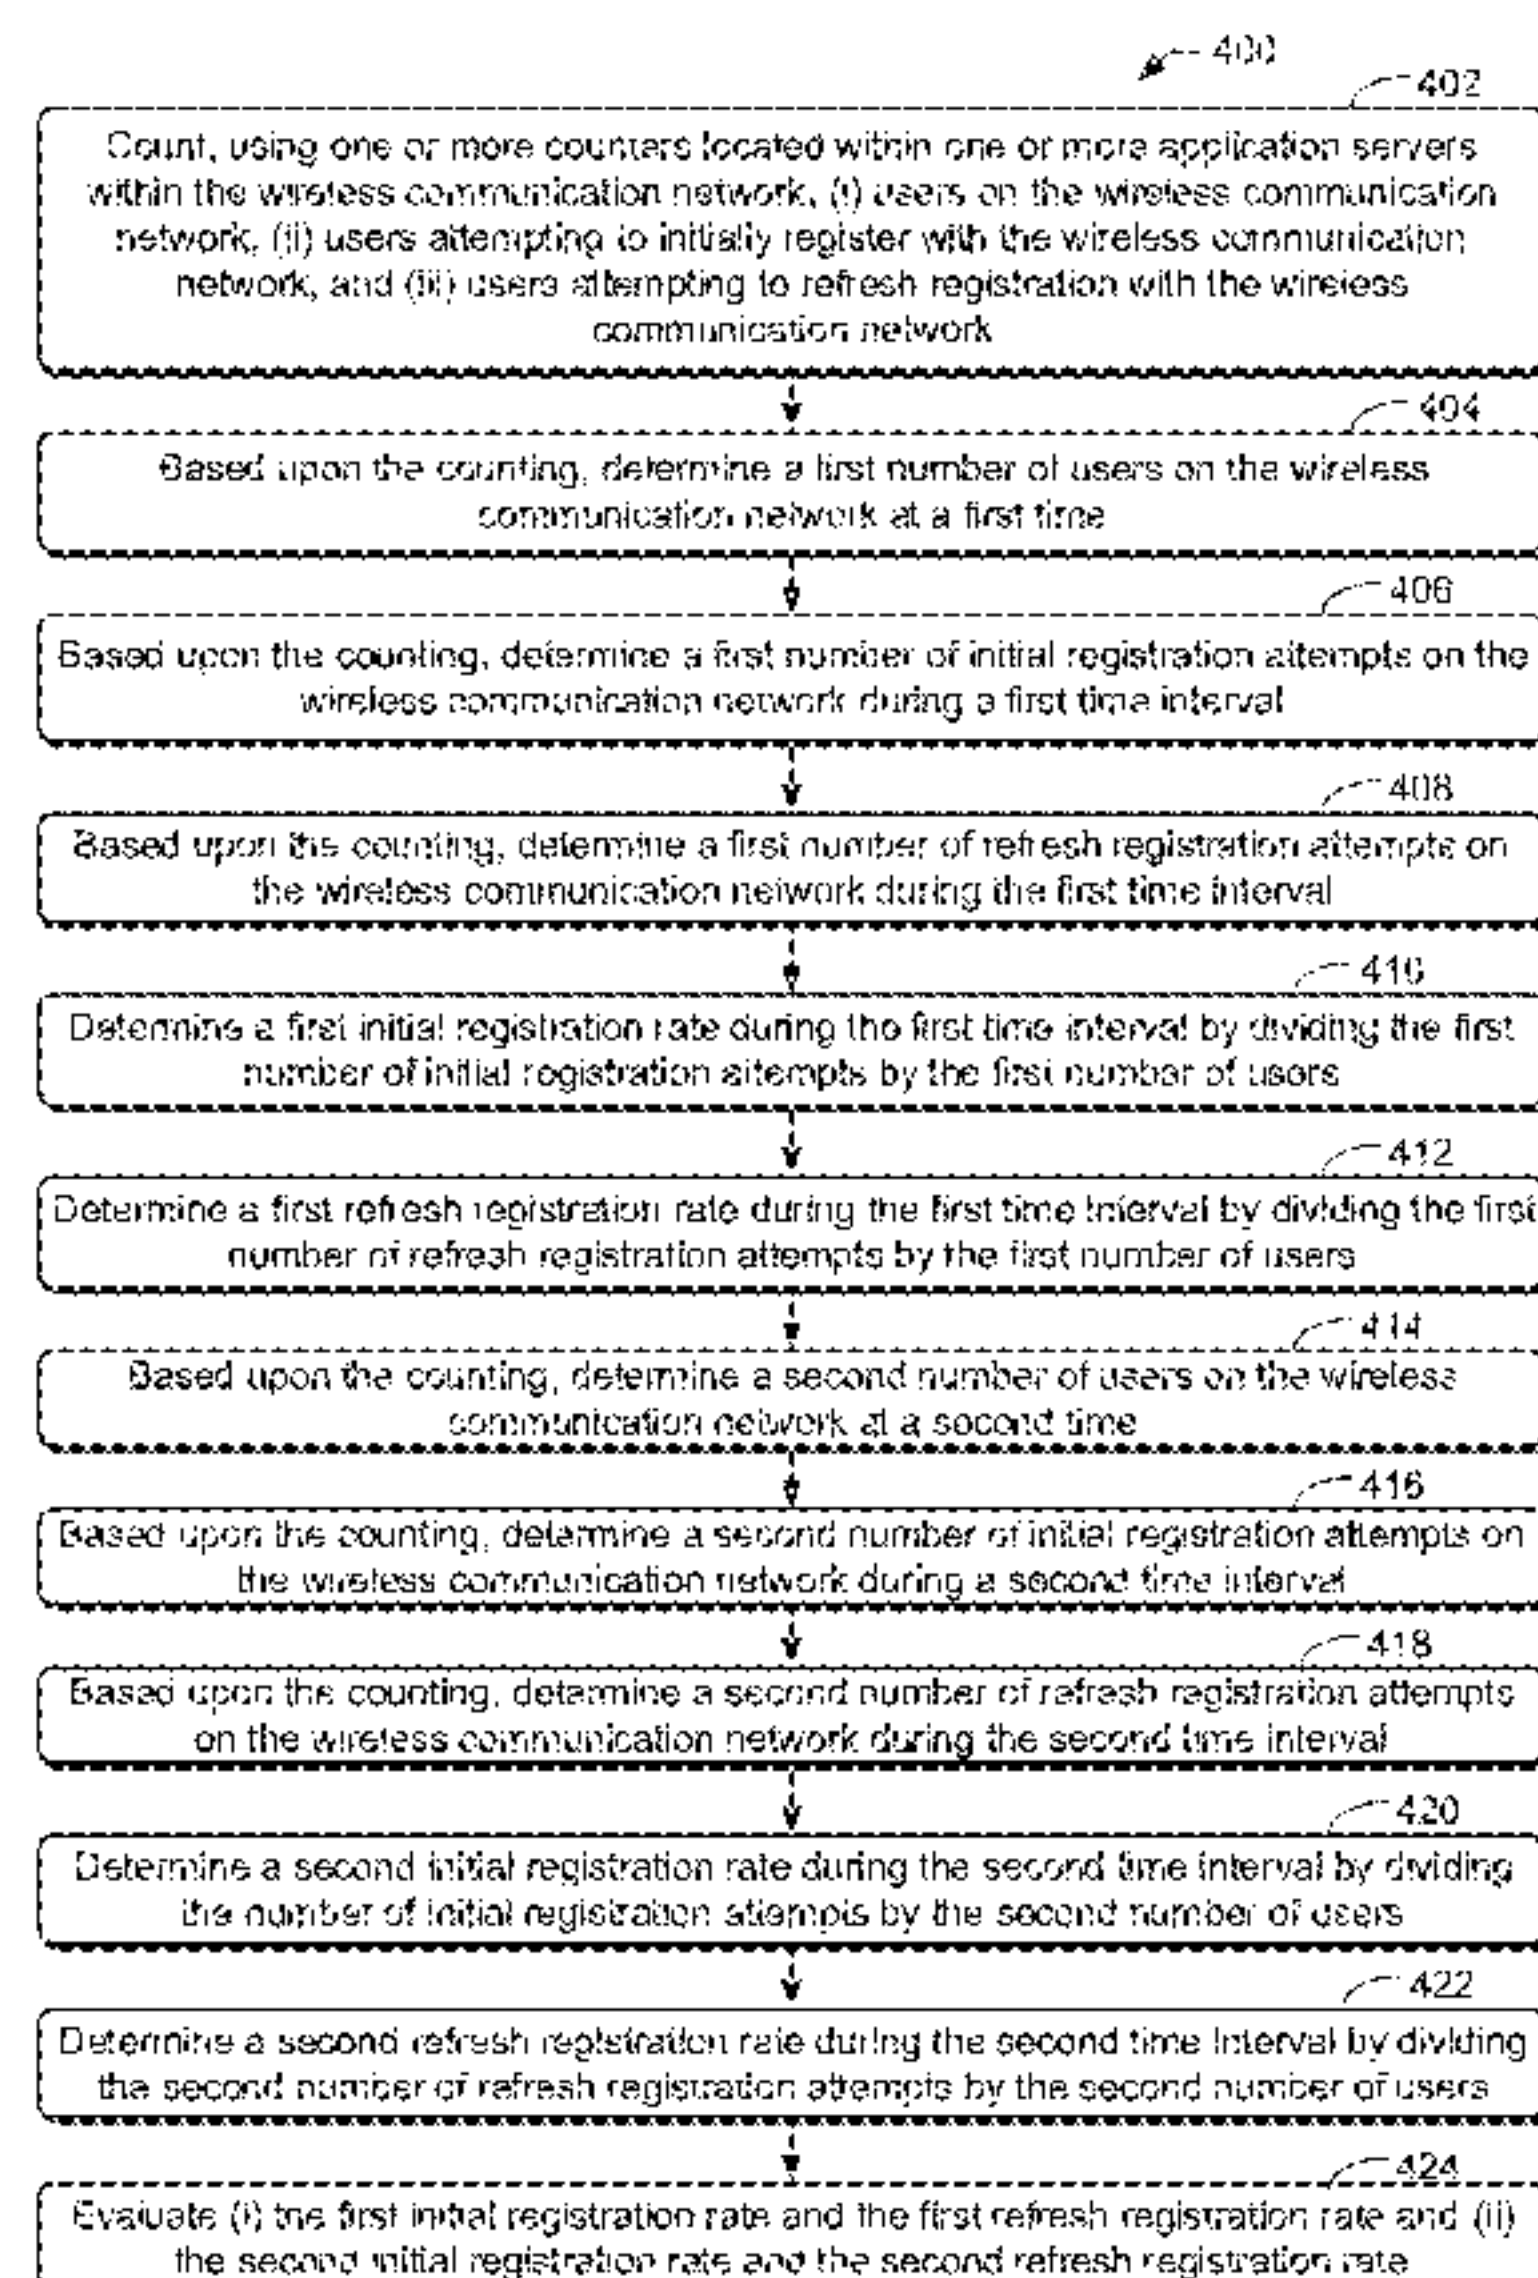 400
402
Count, using one or more counters located within one or more application servers
within the wireless communication network, (i) users on the wireless communication
network, (ii) users attempting to initially register with the wireless communication
network, and (iii) users attempting to refresh registration with the wireless
communication network
404
Based upon the counting, determine a first number of users on the wireless
communication network at a first time
406
Based upon the counting, determine a first number of initial registration attempts on the
wireless communication network during a first time interval
408
Based upon the counting, determine a first number of refresh registration attempts on
the wireless communication network during the first time interval
410
Determine a first initial registration rate during the first time interval by dividing the first
number of initial registration attempts by the first number of users
412
Determine a first refresh registration rate during the first time interval by dividing the first
number of refresh registration attempts by the first number of users
414
Based upon the counting, determine a second number of users on the wireless
communication network at a second time
416
Based upon the counting, determine a second number of initial registration attempts on
the wireless communication network during a second time interval
418
Based upon the counting, determine a second number of refresh registration attempts
on the wireless communication network during the second time interval
420
Determine a second initial registration rate during the second time interval by dividing
the number of initial registration attempts by the second number of users
422
Determine a second refresh registration rate during the second time interval by dividing
the second number of refresh registration attempts by the second number of users
424
Evaluate (i) the first initial registration rate and the first refresh registration rate and (ii)
the second initial registration rate and the second refresh registration rate